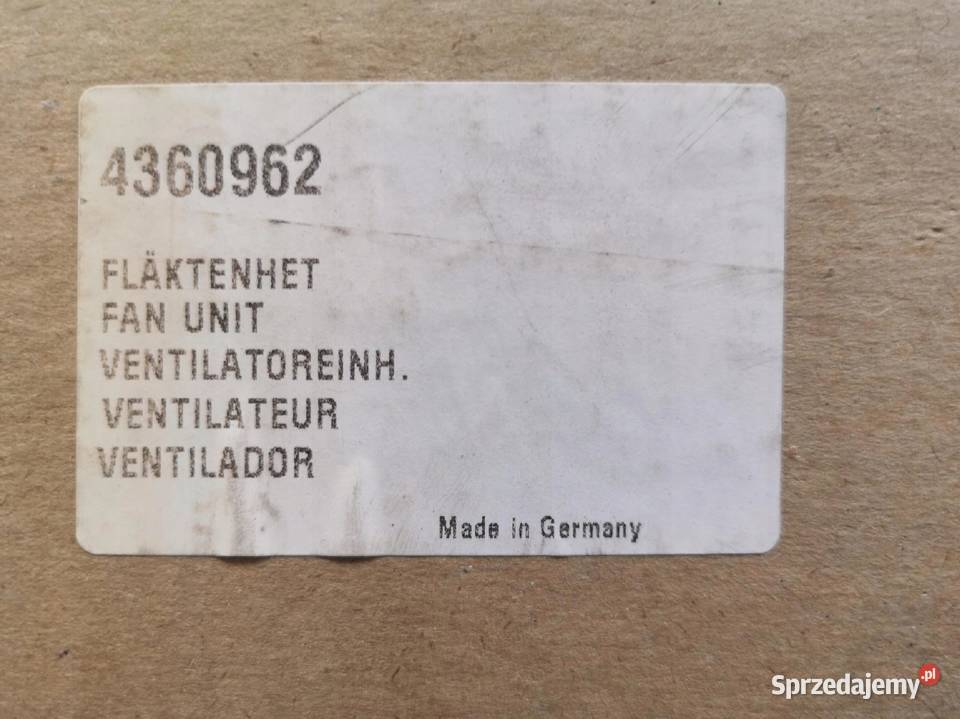 4360962
FLÄKTENHET
FAN UNIT
VENTILATOREINH.
VENTILATEUR
VENTILADOR
Made in Germany
Sprzedajemy.pl